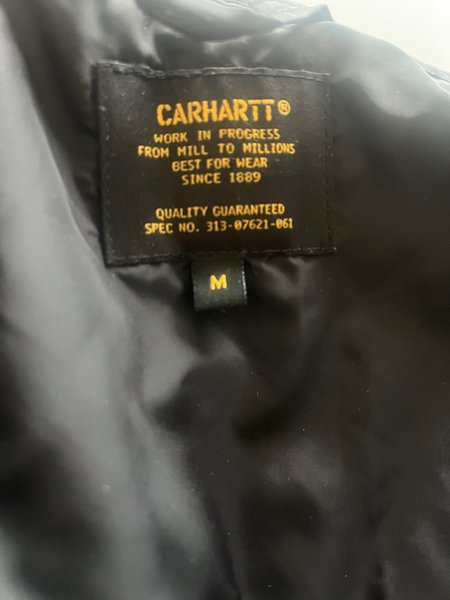 CARHARTT®
WORK IN PROGRESS
FROM MILL TO MILLIONS
BEST FOR WEAR
SINCE 1889
QUALITY GUARANTEED
SPEC NO. 313-07621-061
M